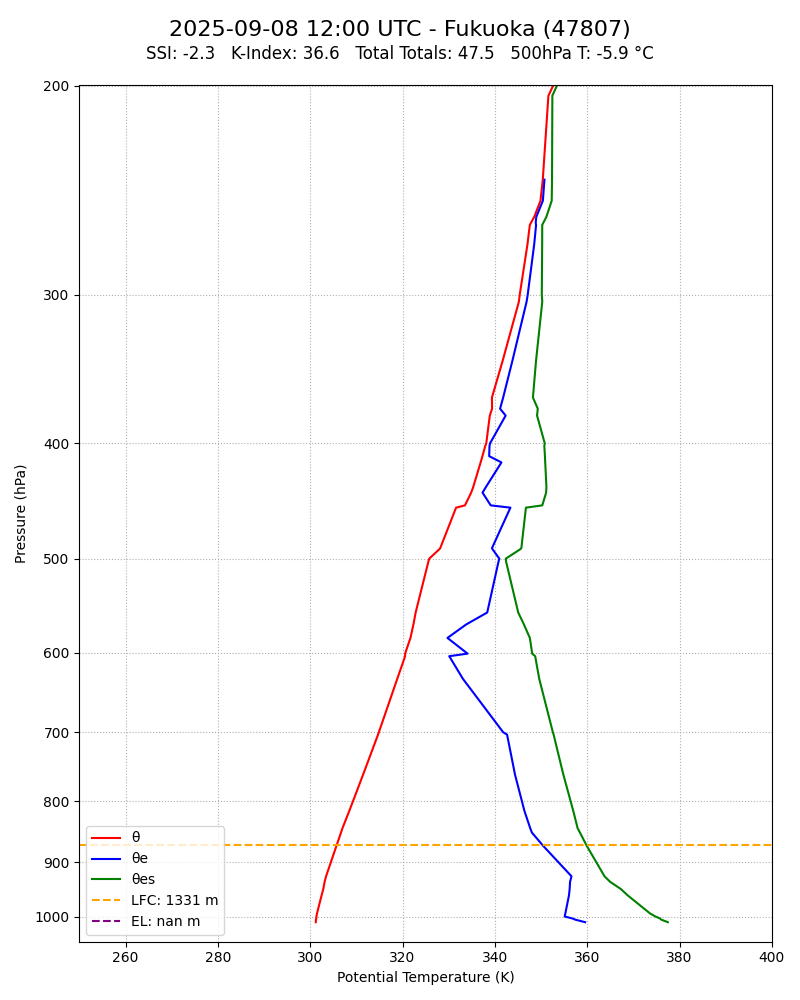 2025-09-08 12:00 UTC - Fukuoka (47807)
SSI: -2.3   K-Index: 36.6   Total Totals: 47.5   500hPa T: -5.9 °C
200
300
400
500
600
700
800
900
1000
Pressure (hPa)
θ
θe
θes
LFC: 1331 m
EL: nan m
260 280 300 320 340 360 380 400
Potential Temperature (K)